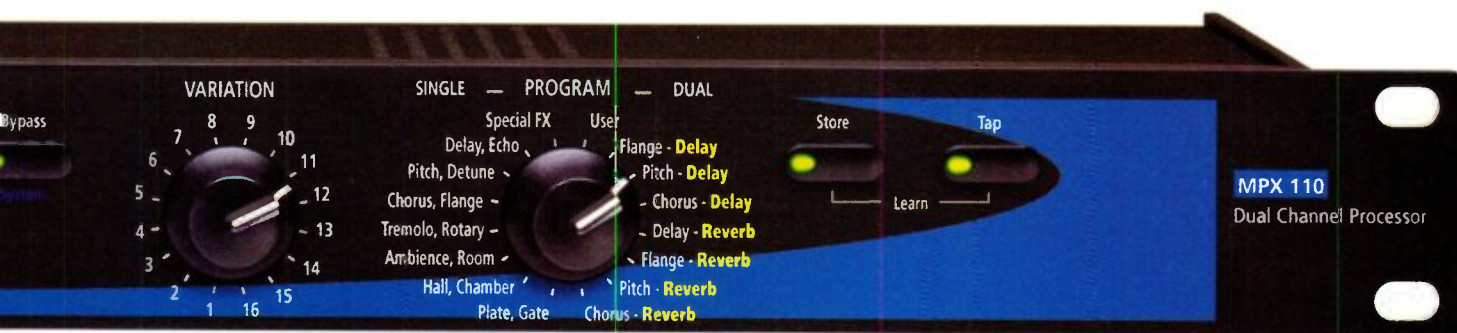 VARIATION
SINGLE — PROGRAM — DUAL
Bypass
System
7
8
9
10
6
11
5
12
4
13
3
14
2
15
1
16
Special FX
User
Delay, Echo
Flange - Delay
Pitch, Detune
Pitch - Delay
Chorus, Flange
Chorus - Delay
Tremolo, Rotary
Delay - Reverb
Ambience, Room
Flange - Reverb
Hall, Chamber
Pitch - Reverb
Plate, Gate
Chorus - Reverb
Store
Tap
Learn
MPX 110
Dual Channel Processor